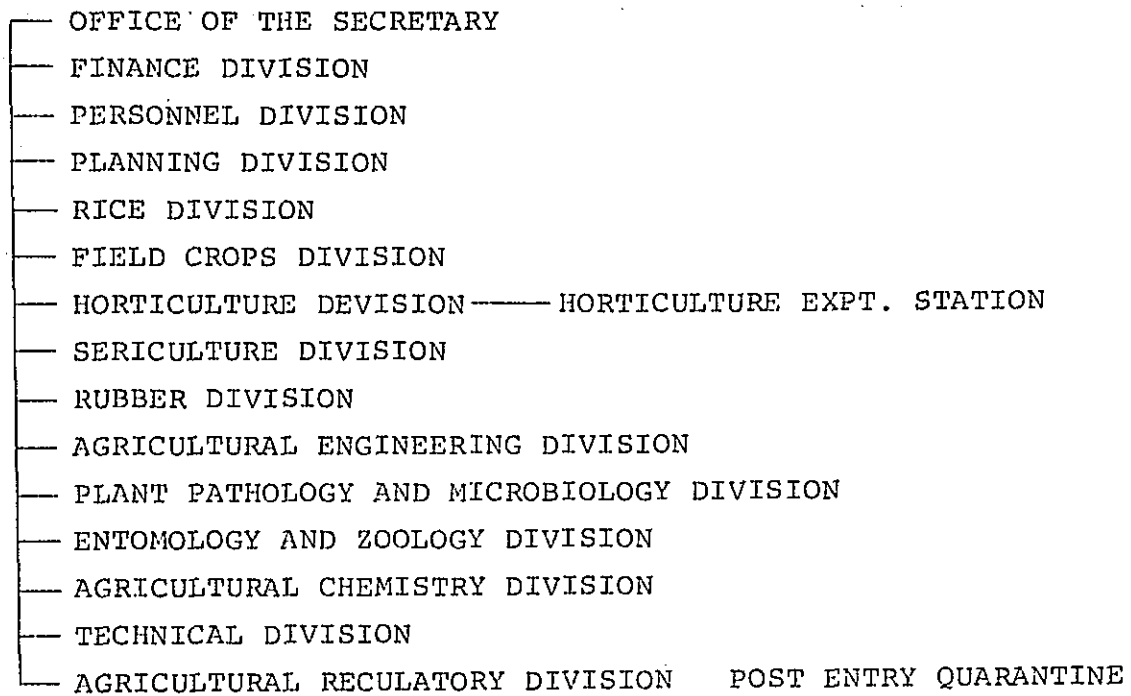 OFFICE OF THE SECRETARY
FINANCE DIVISION
PERSONNEL DIVISION
PLANNING DIVISION
RICE DIVISION
FIELD CROPS DIVISION
HORTICULTURE DEVISION HORTICULTURE EXPT. STATION
SERICULTURE DIVISION
RUBBER DIVISION
AGRICULTURAL ENGINEERING DIVISION
PLANT PATHOLOGY AND MICROBIOLOGY DIVISION
ENTOMOLOGY AND ZOOLOGY DIVISION
AGRICULTURAL CHEMISTRY DIVISION
TECHNICAL DIVISION
AGRICULTURAL RECULATORY DIVISION POST ENTRY QUARANTINE